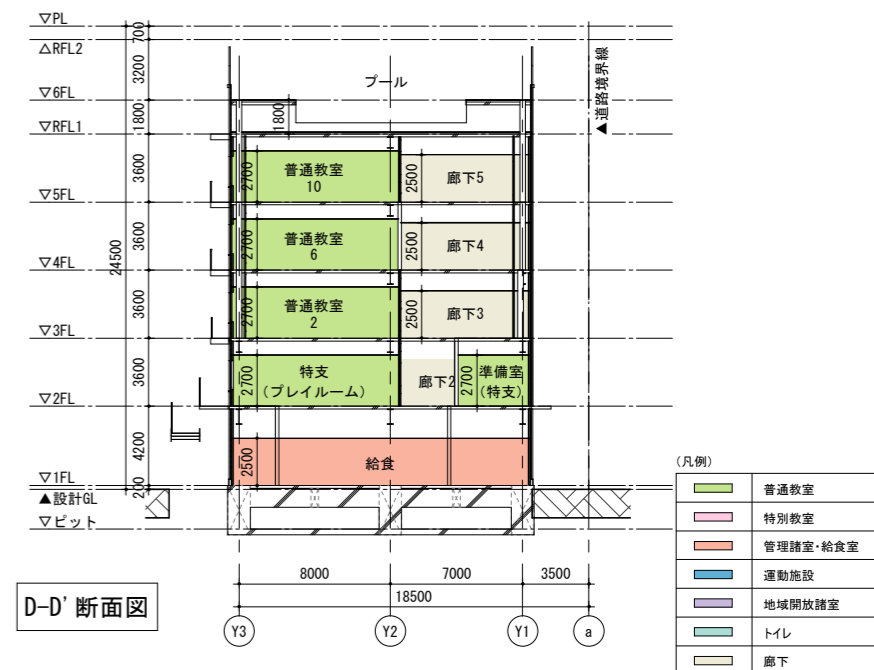 ▽PL
700
△RFL2
3200
プール
▲道路境界線
▽6FL
1800
1800
▽RFL1
3600
2700
普通教室
10
2500
廊下5
▽5FL
24500
3600
2700
普通教室
6
2500
廊下4
▽4FL
3600
2700
普通教室
2
2500
廊下3
▽3FL
3600
2700
特支
(プレイルーム)
廊下2
2700
準備室
(特支)
▽2FL
4200
2500
給食
▽1FL
200
▲設計GL
▽ピット
8000
7000
3500
18500
D-D'断面図
Y3
Y2
Y1
a
(凡例)
普通教室
特別教室
管理諸室・給食室
運動施設
地域開放諸室
トイレ
廊下